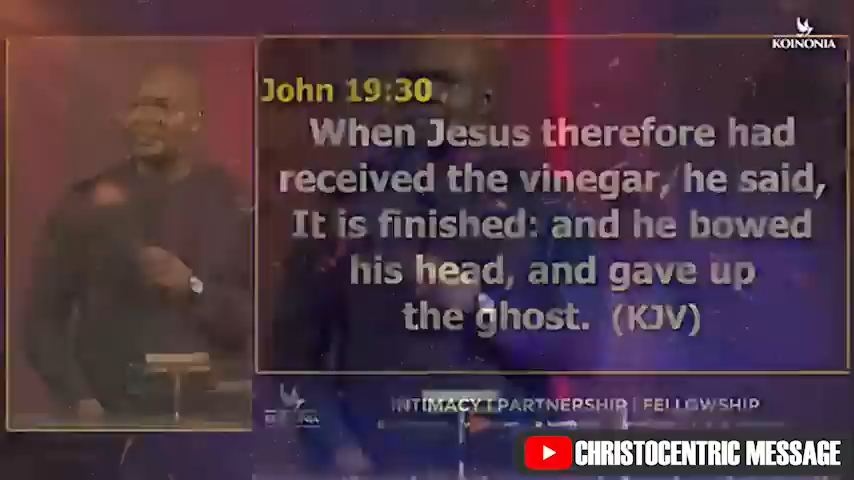 KOINONIA
John 19:30
When Jesus therefore had
received the vinegar, he said,
It is finished: and he bowed
his head, and gave up
the ghost. (KJV)
KOINONIA
INTIMACY | PARTNERSHIP | FELLOWSHIP
CHRISTOCENTRIC MESSAGE